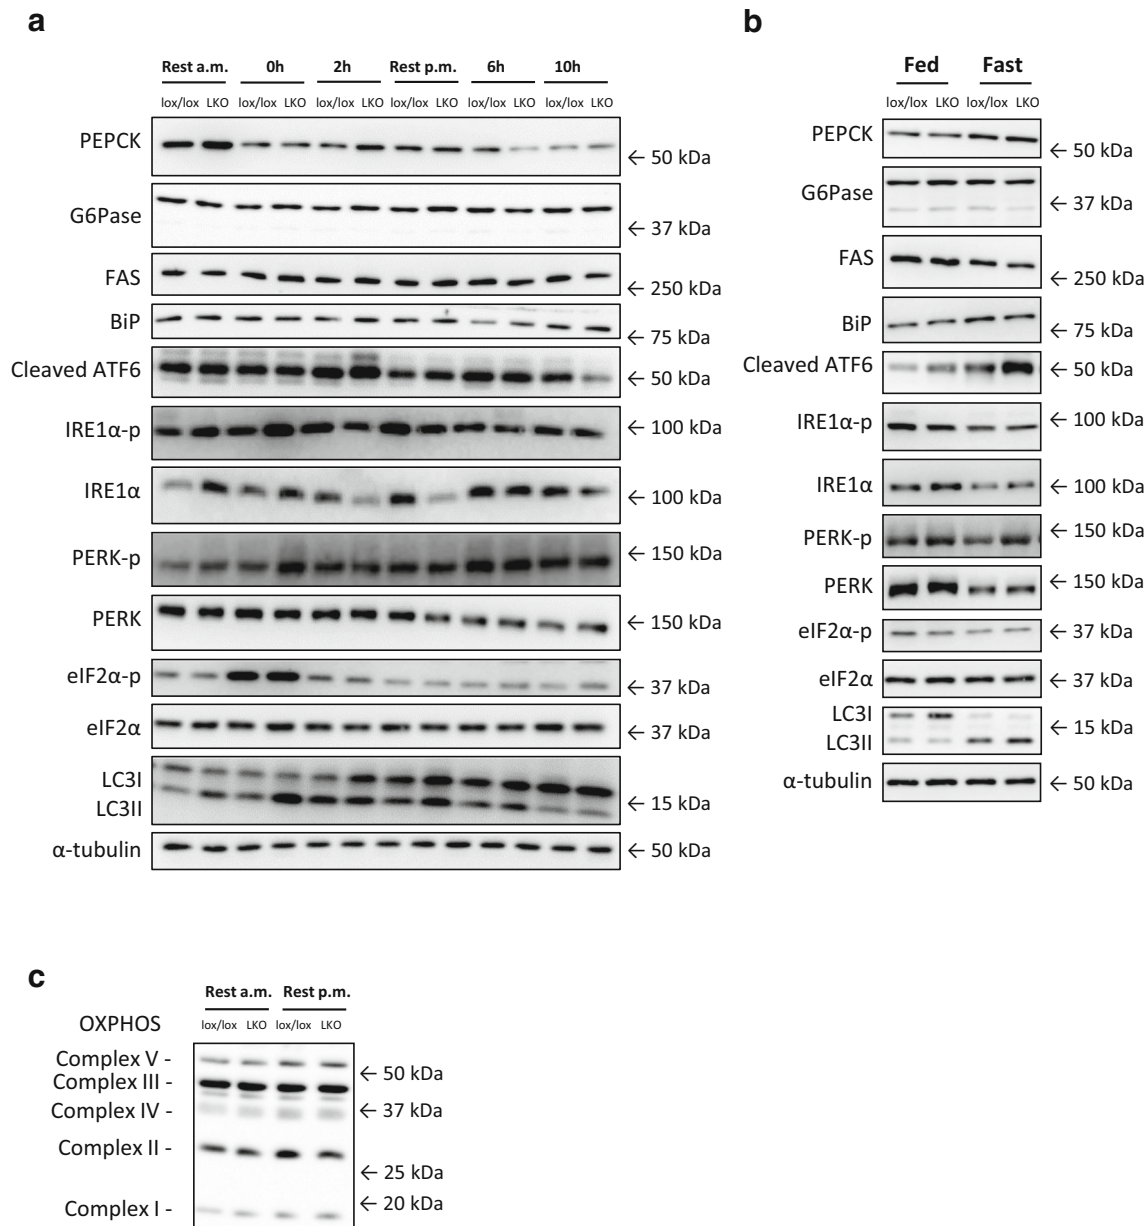 a
Rest a.m. 0h 2h Rest p.m. 6h 10h
lox/lox LKO lox/lox LKO lox/lox LKO lox/lox LKO lox/lox LKO lox/lox LKO
PEPCK ← 50 kDa
G6Pase ← 37 kDa
FAS ← 250 kDa
BiP ← 75 kDa
Cleaved ATF6 ← 50 kDa
IRE1α-p ← 100 kDa
IRE1α ← 100 kDa
PERK-p ← 150 kDa
PERK ← 150 kDa
eIF2α-p ← 37 kDa
eIF2α ← 37 kDa
LC3I
LC3II ← 15 kDa
α-tubulin ← 50 kDa
b
Fed Fast
lox/lox LKO lox/lox LKO
PEPCK ← 50 kDa
G6Pase ← 37 kDa
FAS ← 250 kDa
BiP ← 75 kDa
Cleaved ATF6 ← 50 kDa
IRE1α-p ← 100 kDa
IRE1α ← 100 kDa
PERK-p ← 150 kDa
PERK ← 150 kDa
eIF2α-p ← 37 kDa
eIF2α ← 37 kDa
LC3I ← 15 kDa
LC3II
α-tubulin ← 50 kDa
c
Rest a.m. Rest p.m.
OXPHOS lox/lox LKO lox/lox LKO
Complex V -
← 50 kDa
Complex III -
Complex IV - ← 37 kDa
Complex II -
← 25 kDa
← 20 kDa
Complex I -